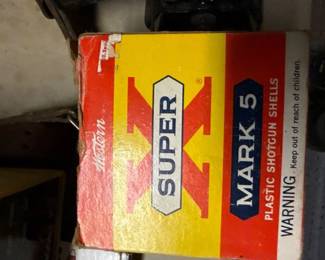 Western
SUPER
X
®
MARK 5
PLASTIC SHOTGUN SHELLS
WARNING - Keep out of reach of children.